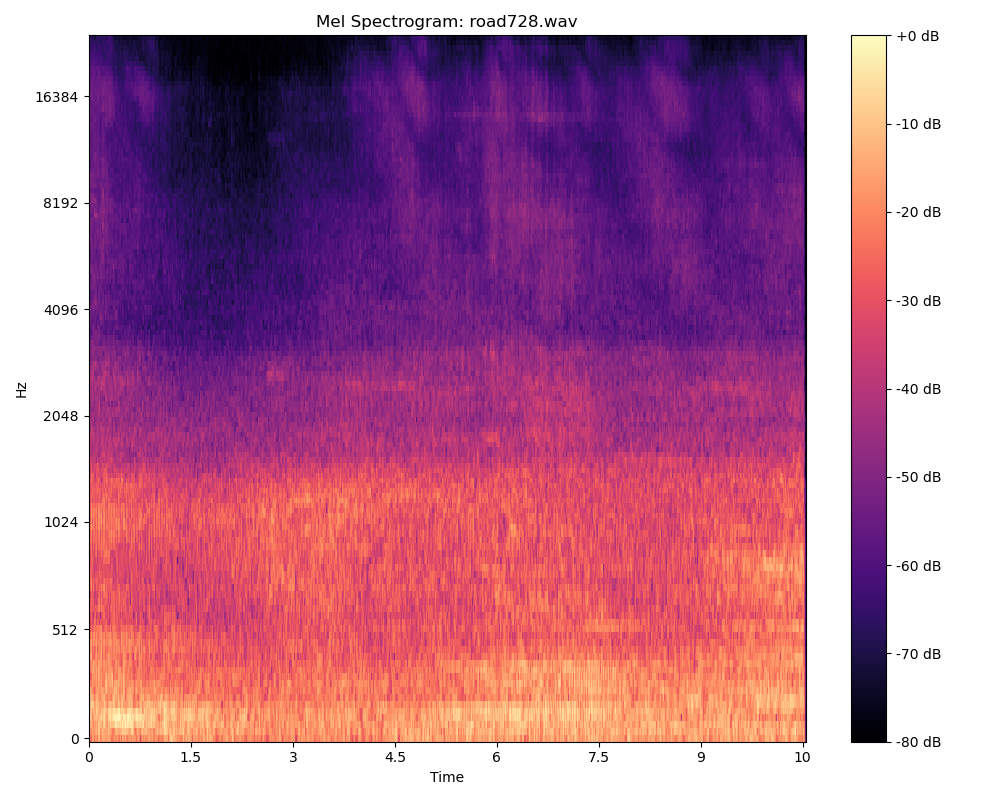 Mel Spectrogram: road728.wav
Hz
16384
8192
4096
2048
1024
512
0
0 1.5 3 4.5 6 7.5 9 10
Time
+0 dB
-10 dB
-20 dB
-30 dB
-40 dB
-50 dB
-60 dB
-70 dB
-80 dB